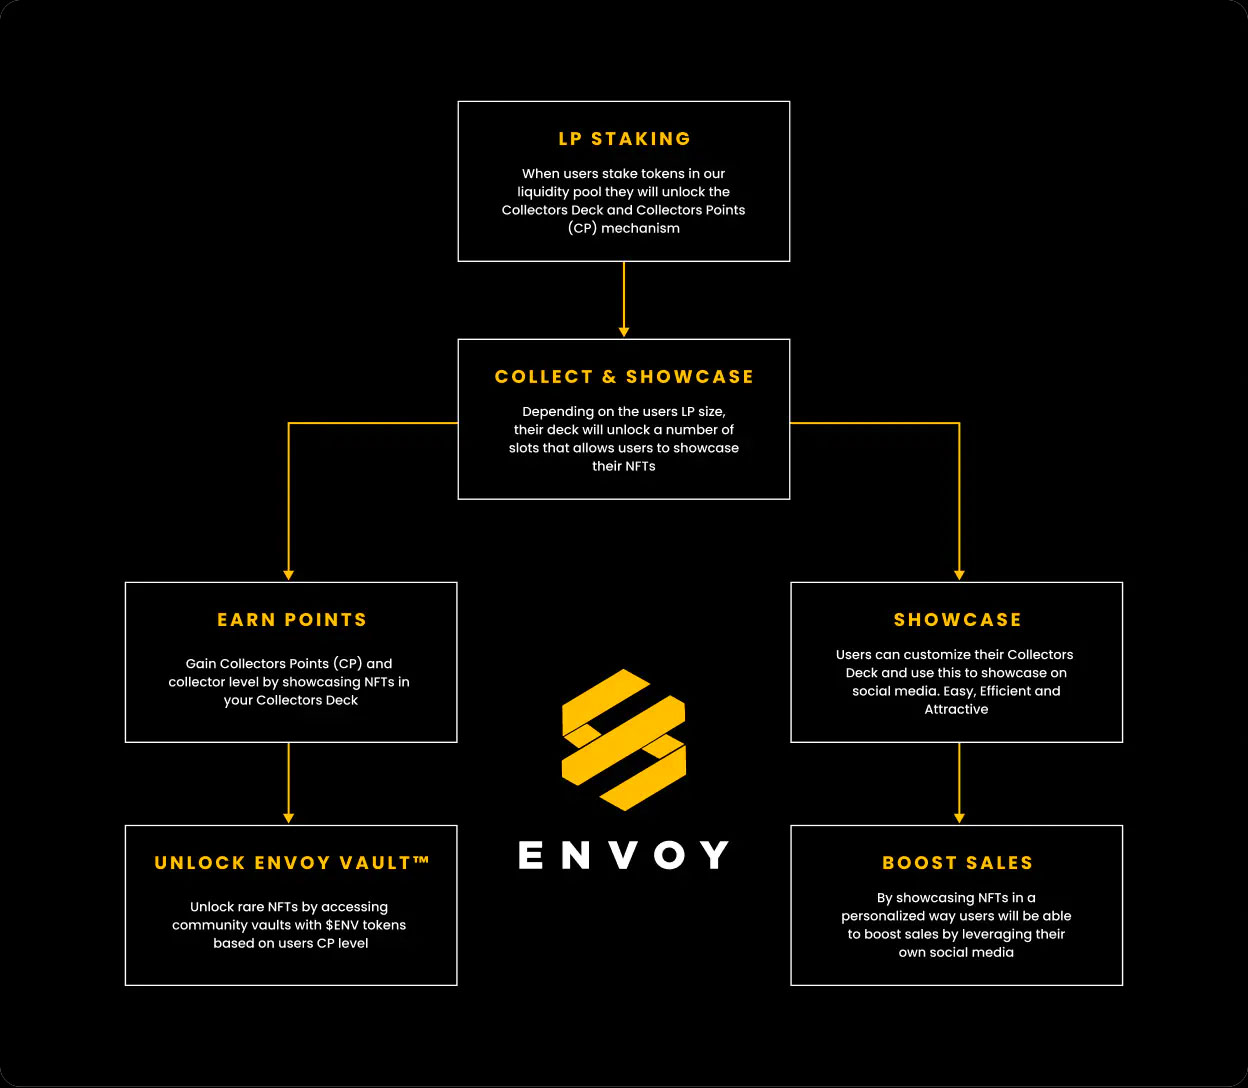 LP STAKING
When users stake tokens in our
liquidity pool they will unlock the
Collectors Deck and Collectors Points
(CP) mechanism
COLLECT & SHOWCASE
Depending on the users LP size,
their deck will unlock a number of
slots that allows users to showcase
their NFTs
EARN POINTS
Gain Collectors Points (CP) and
collector level by showcasing NFTs in
your Collectors Deck
SHOWCASE
Users can customize their Collectors
Deck and use this to showcase on
social media. Easy, Efficient and
Attractive
UNLOCK ENVOY VAULT™
Unlock rare NFTs by accessing
community vaults with $ENV tokens
based on users CP level
ENVOY
BOOST SALES
By showcasing NFTs in a
personalized way users will be able
to boost sales by leveraging their
own social media